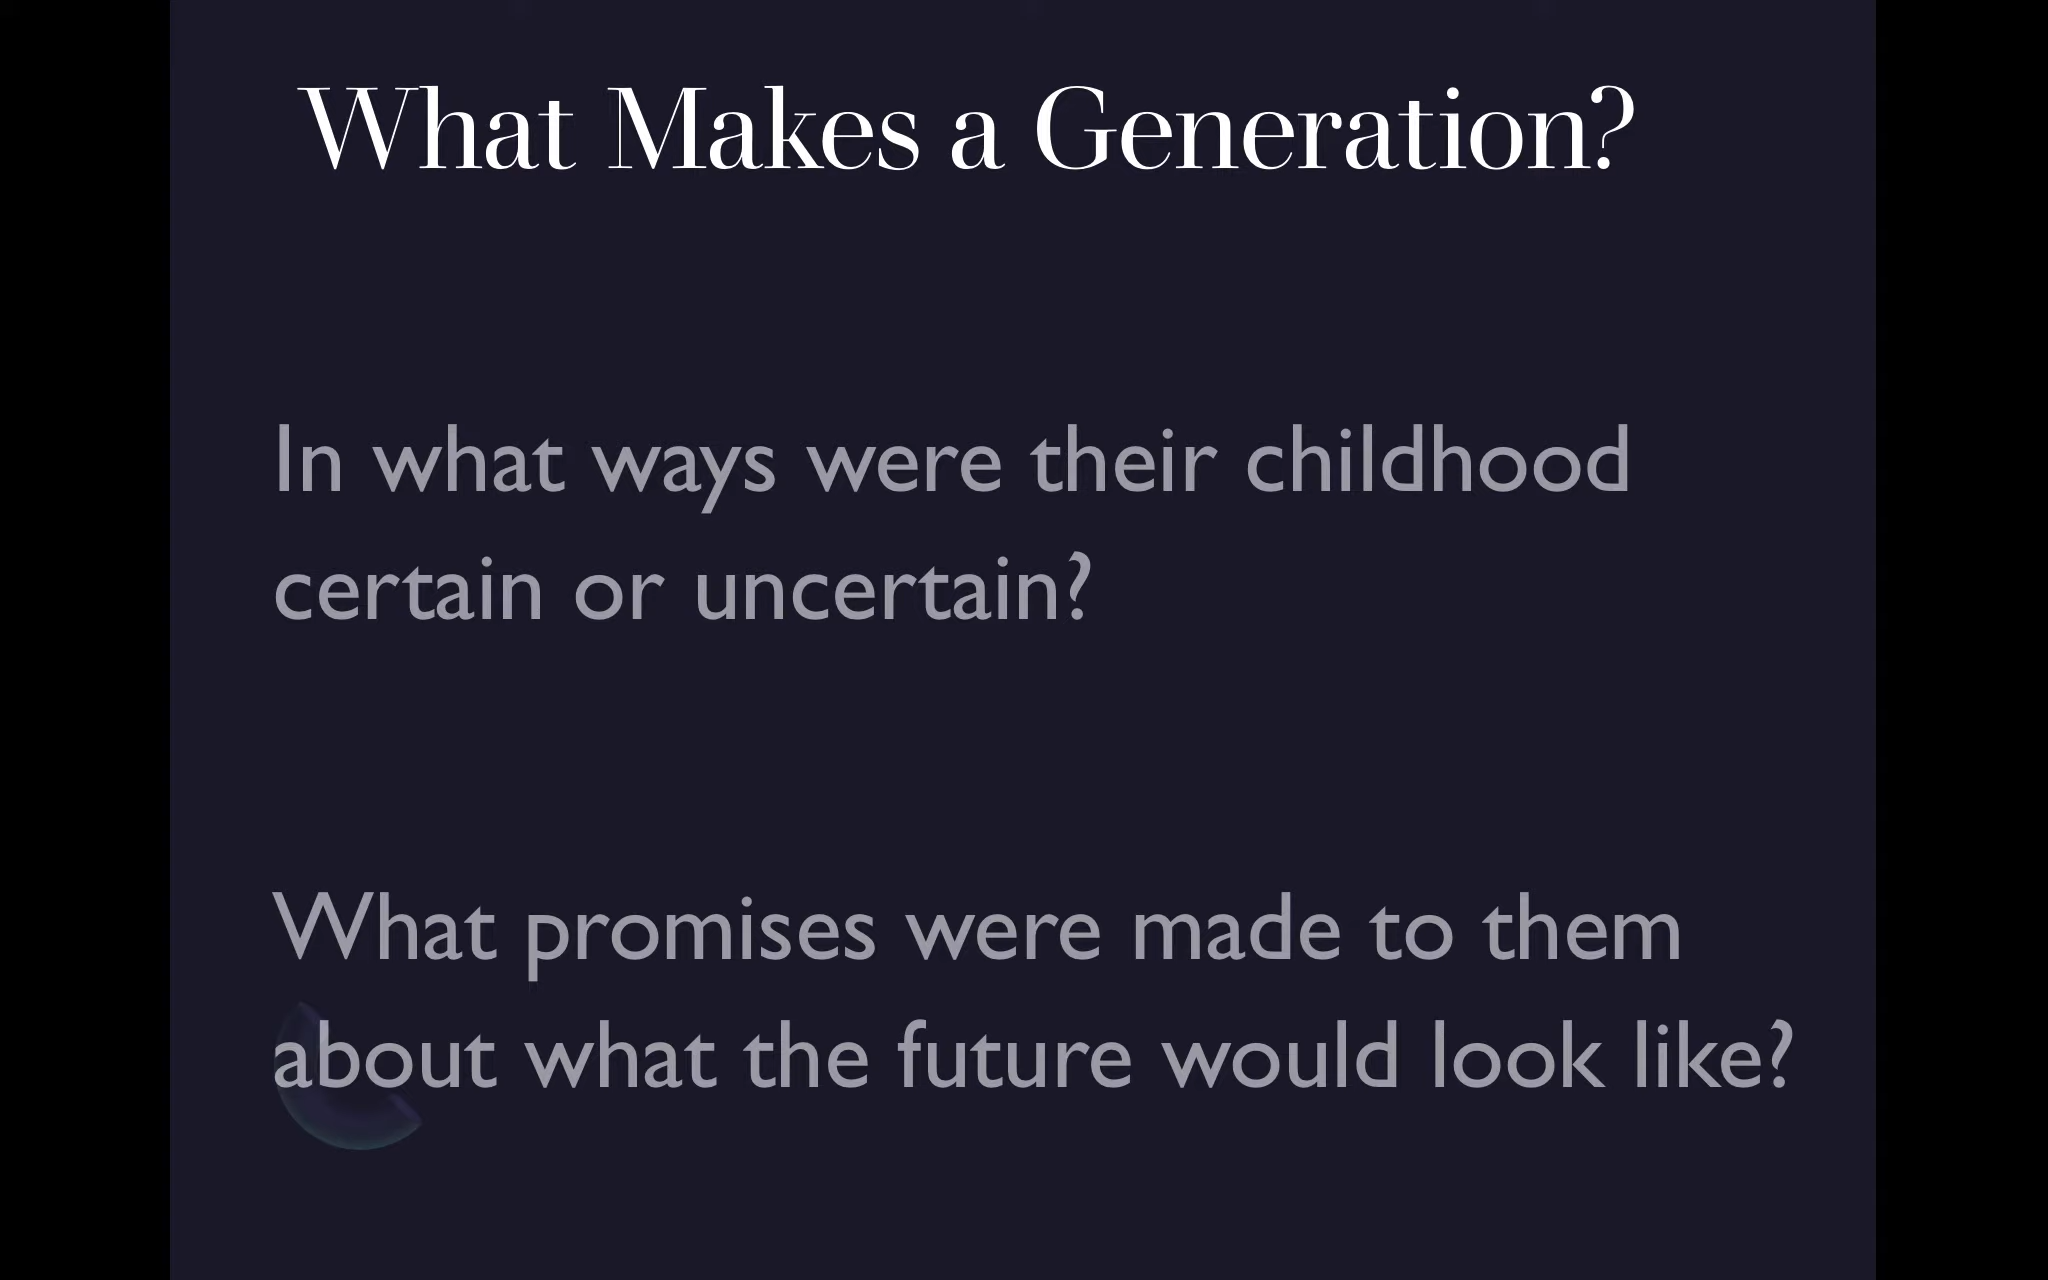 What Makes a Generation?
In what ways were their childhood
certain or uncertain?
What promises were made to them
about what the future would look like?